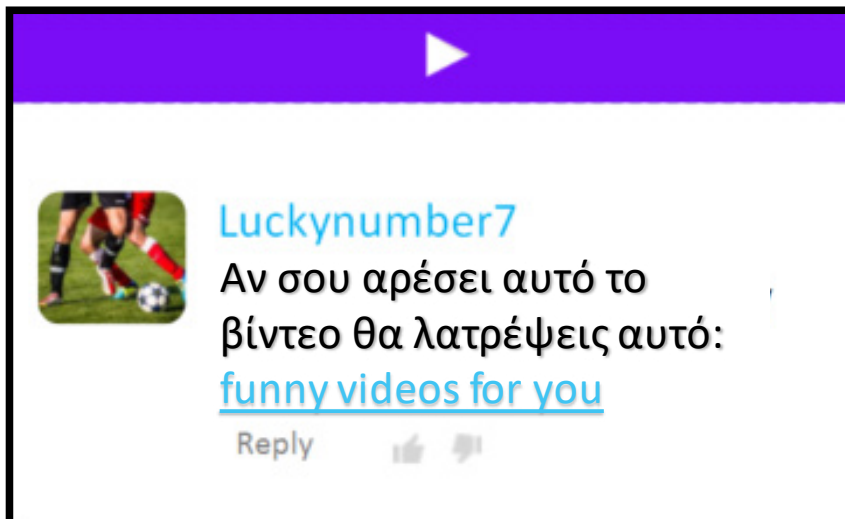 Luckynumber7
Αν σου αρέσει αυτό το
βίντεο θα λατρέψεις αυτό:
funny videos for you
Reply